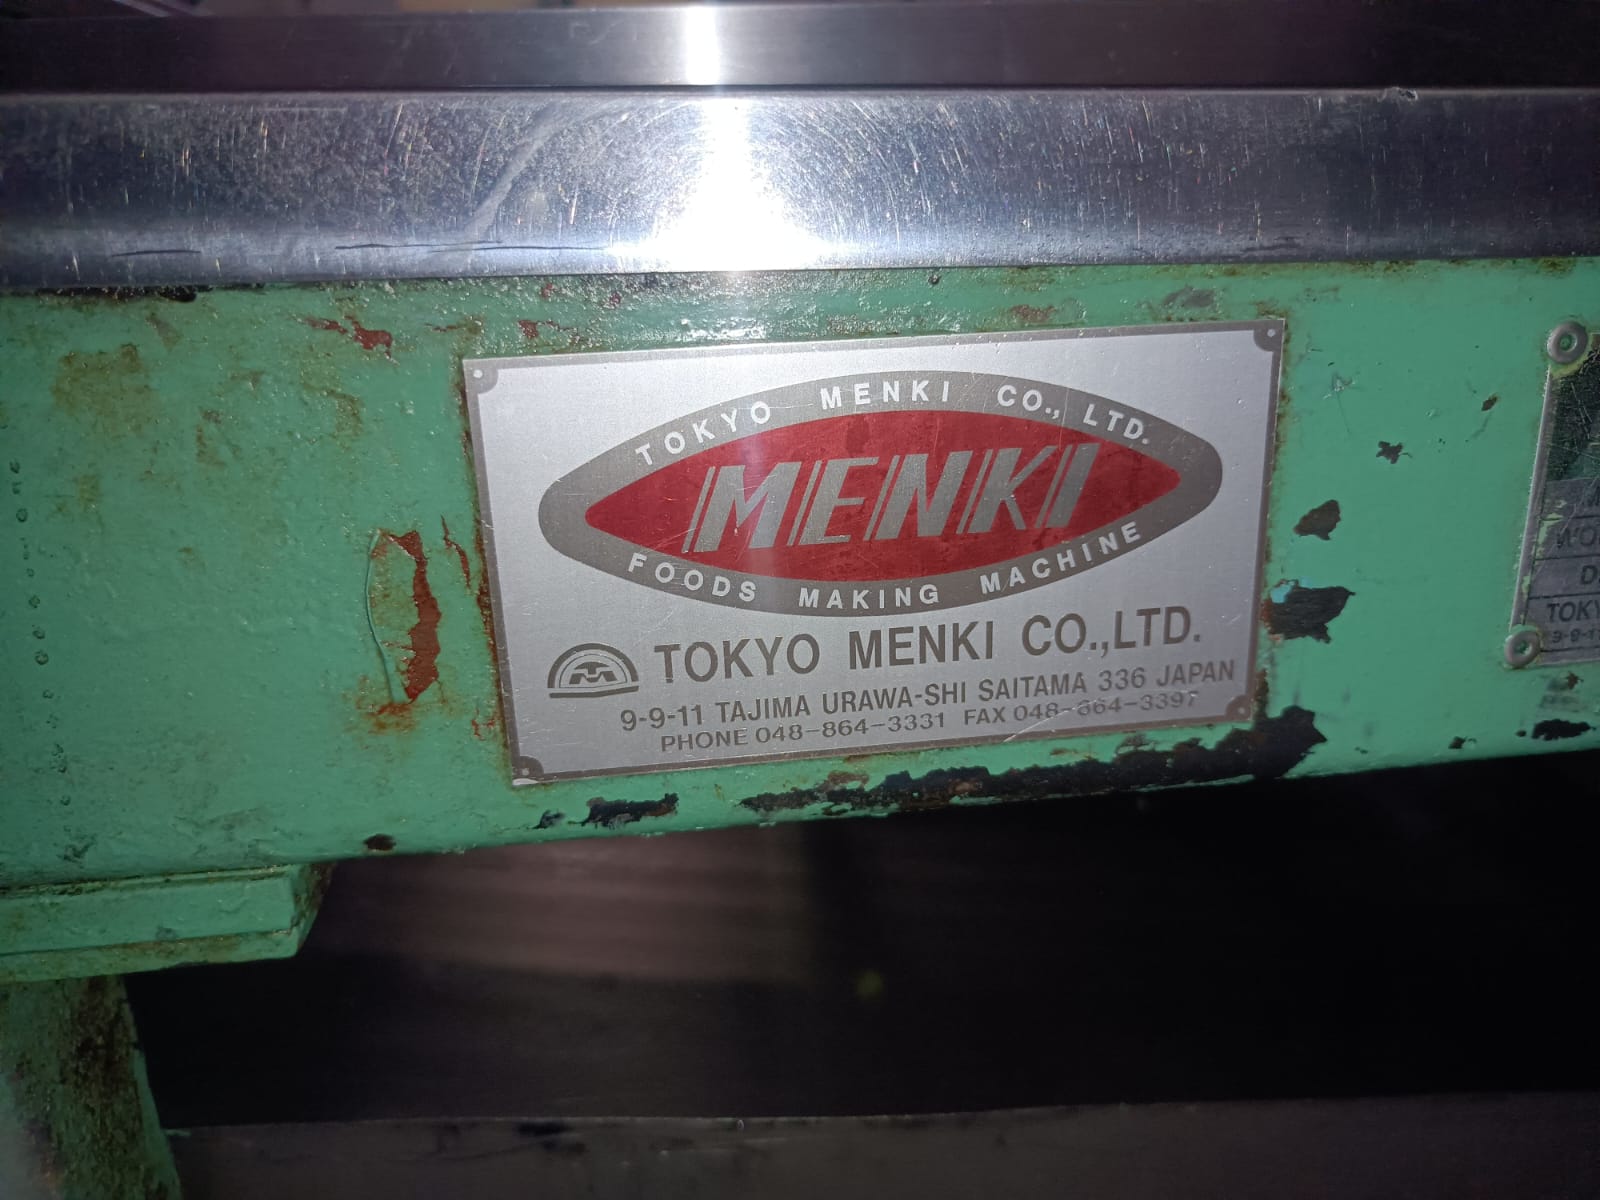 TOKYO MENKI CO., LTD.
MENKI
FOODS MAKING MACHINE
TM
TOKYO MENKI CO.,LTD.
9-9-11 TAJIMA URAWA-SHI SAITAMA 336 JAPAN
PHONE 048-864-3331 FAX 048-864-3397